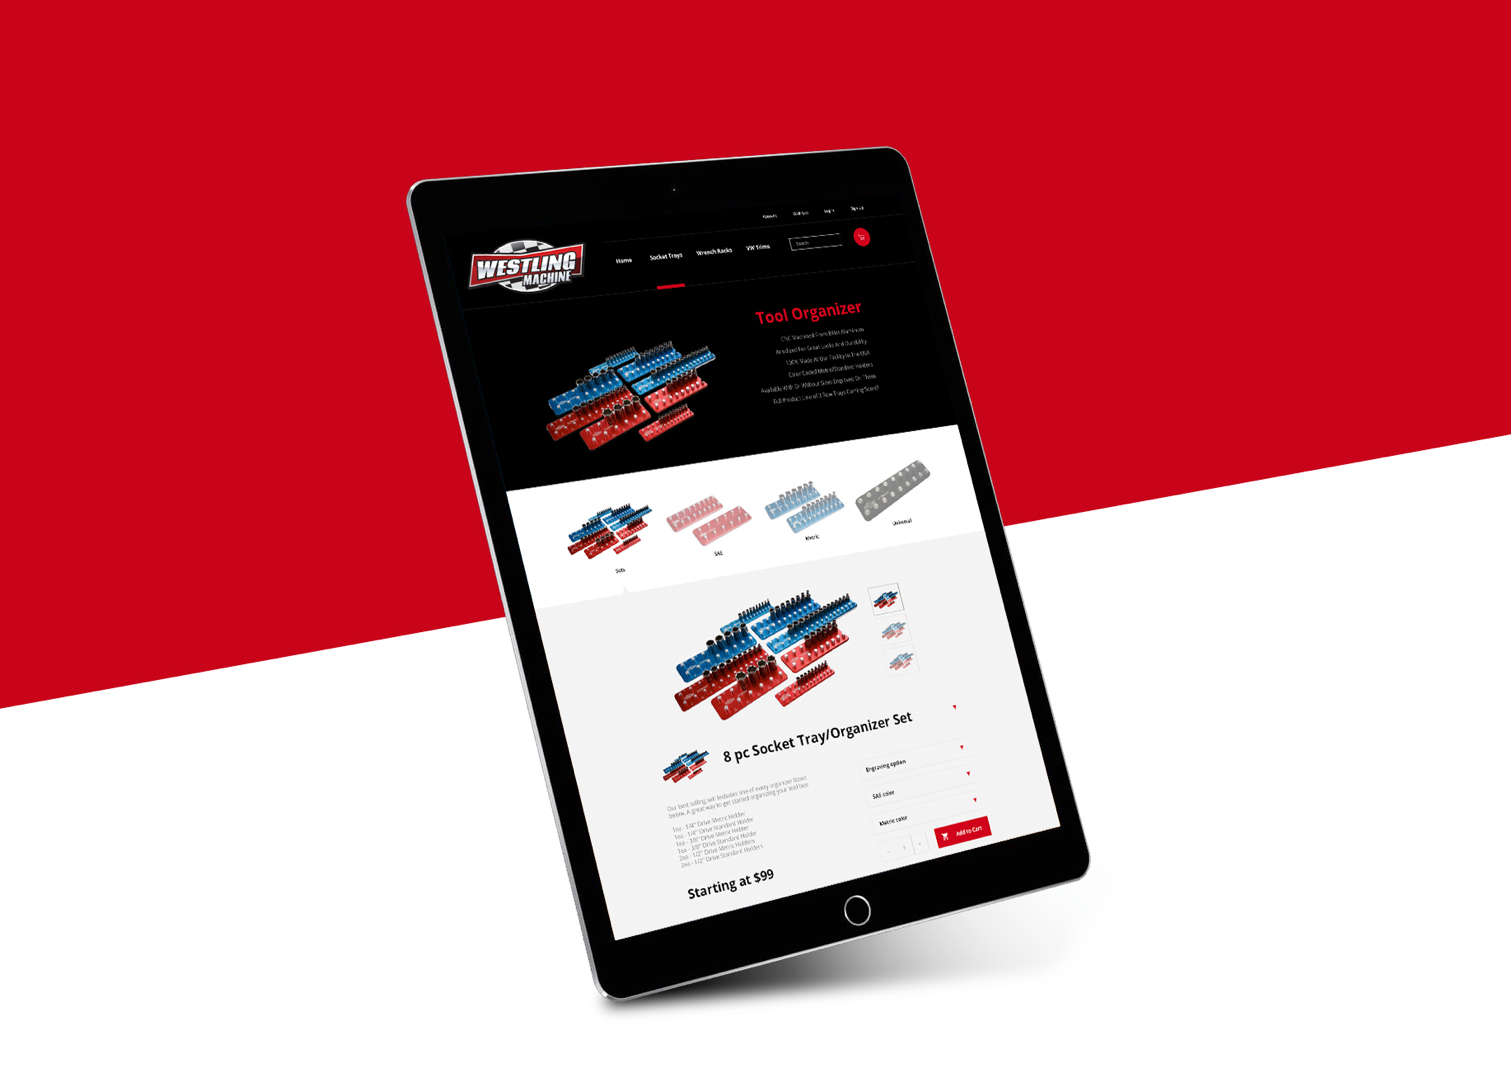 Account
Wish List
Log In
Sign Up
WESTLING
MACHINE
Home
Socket Trays
Wrench Racks
VW Trims
Search
Tool Organizer
CNC Machined From Billet Aluminum
Anodized For Great Looks And Durability
100% Made At Our Facility In The USA
Color Coded Metric/Standard Holders
Available With Or Without Sizes Engraved On Them
Full Product Line of 3 Row Trays Coming Soon!!
Sets
SAE
Metric
Universal
8 pc Socket Tray/Organizer Set
Our best selling set! Includes one of every organizer listed
below. A great way to get started organizing your tool box.
1ea - 1/4" Drive Metric Holder
1ea - 1/4" Drive Standard Holder
1ea - 3/8" Drive Metric Holder
1ea - 3/8" Drive Standard Holder
2ea - 1/2" Drive Metric Holders
2ea - 1/2" Drive Standard Holders
Starting at $99
Engraving option
SAE color
Metric color
- 1 +
Add to Cart